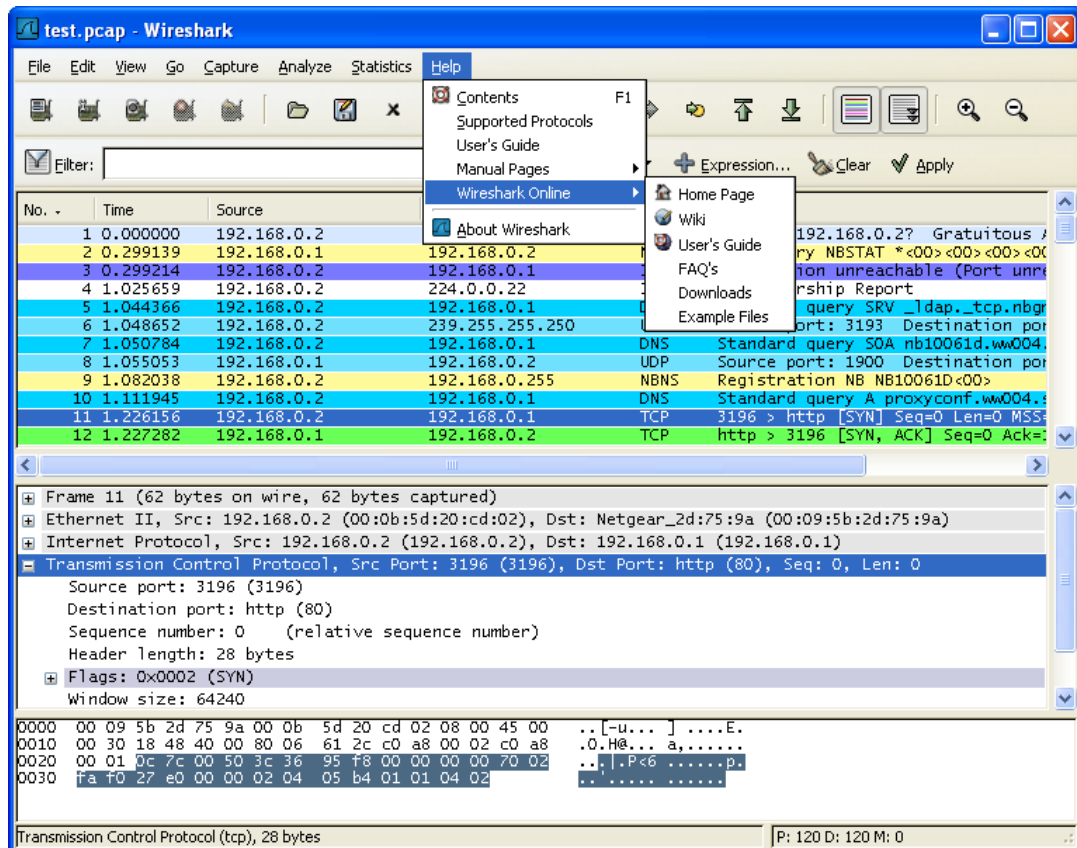 test.pcap - Wireshark
File Edit View Go Capture Analyze Statistics Help
Contents F1
Supported Protocols
User's Guide
Manual Pages
Wireshark Online
About Wireshark
Home Page
Wiki
User's Guide
FAQ's
Downloads
Example Files
Filter: Expression... Clear Apply
No. Time Source
1 0.000000 192.168.0.2 192.168.0.2? Gratuitous
2 0.299139 192.168.0.1 192.168.0.2 NBSTAT *<00><00><00><00
3 0.299214 192.168.0.2 192.168.0.1 unreachable (Port
4 1.025659 192.168.0.2 224.0.0.22 Report
5 1.044366 192.168.0.2 192.168.0.1 query SRV _ldap._tcp.nbgr
6 1.048652 192.168.0.2 239.255.255.250 port: 3193 Destination por
7 1.050784 192.168.0.2 192.168.0.1 DNS Standard query SOA nb10061d.ww004.
8 1.055053 192.168.0.1 192.168.0.2 UDP Source port: 1900 Destination por
9 1.082038 192.168.0.2 192.168.0.255 NBNS Registration NB NB10061D<00>
10 1.111945 192.168.0.2 192.168.0.1 DNS Standard query A proxyconf.ww004.s
11 1.226156 192.168.0.2 192.168.0.1 TCP 3196 > http [SYN] Seq=0 Len=0 MSS=
12 1.227282 192.168.0.1 192.168.0.2 TCP http > 3196 [SYN, ACK] Seq=0 Ack=1
Frame 11 (62 bytes on wire, 62 bytes captured)
Ethernet II, Src: 192.168.0.2 (00:0b:5d:20:cd:02), Dst: Netgear_2d:75:9a (00:09:5b:2d:75:9a)
Internet Protocol, Src: 192.168.0.2 (192.168.0.2), Dst: 192.168.0.1 (192.168.0.1)
Transmission Control Protocol, Src Port: 3196 (3196), Dst Port: http (80), Seq: 0, Len: 0
Source port: 3196 (3196)
Destination port: http (80)
Sequence number: 0 (relative sequence number)
Header length: 28 bytes
Flags: 0x0002 (SYN)
Window size: 64240
0000 00 09 5b 2d 75 9a 00 0b 5d 20 cd 02 08 00 45 00 ..[-u... ] ....E.
0010 00 30 18 48 40 00 80 06 61 2c c0 a8 00 02 c0 a8 .0.H@... a,......
0020 00 01 0c 7c 00 50 3c 36 95 f8 00 00 00 00 70 02 ...|.P<6 ......p.
0030 fa f0 27 e0 00 00 02 04 05 b4 01 01 04 02 ..'..... ......
Transmission Control Protocol (tcp), 28 bytes P: 120 D: 120 M: 0